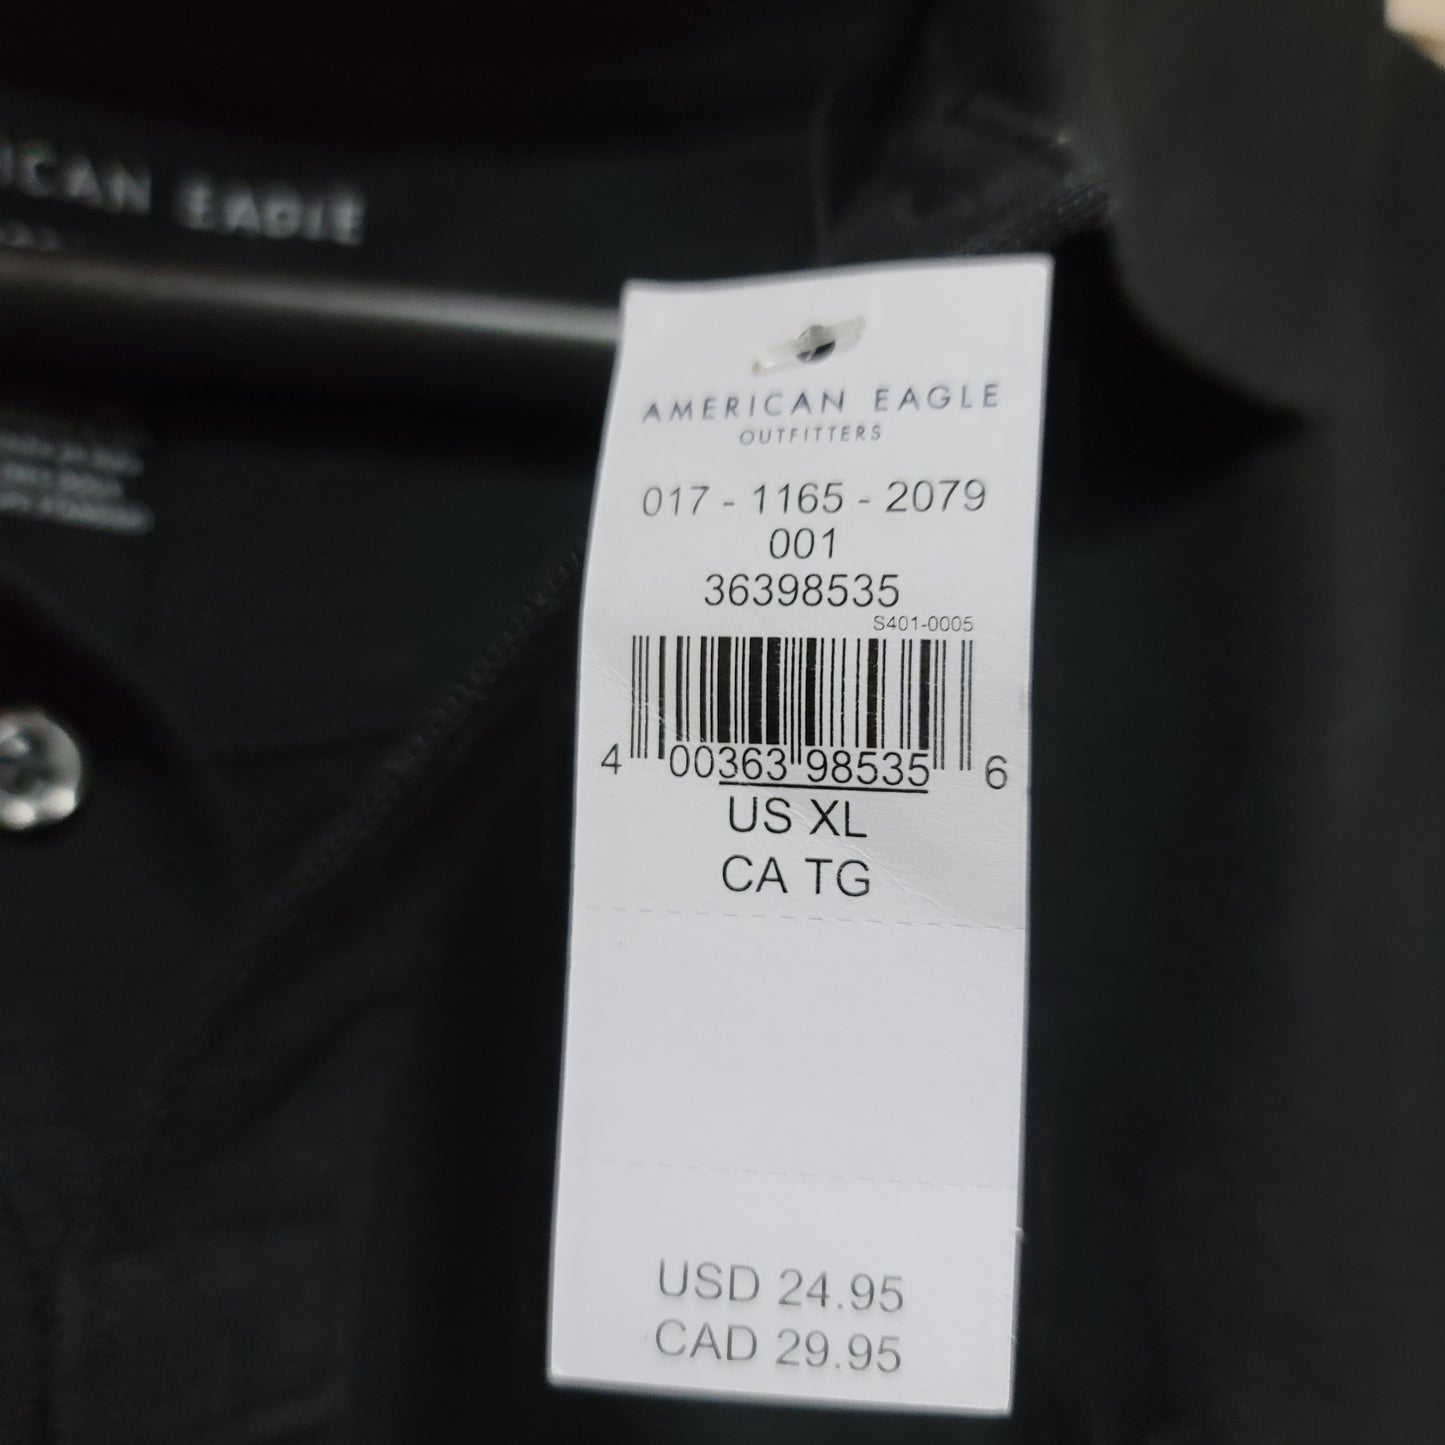 ICAN EAGLE
AMERICAN EAGLE
OUTFITTERS
017 - 1165 - 2079
001
36398535
S401-0005
4 00363 98535 6
US XL
CA TG
USD 24.95
CAD 29.95